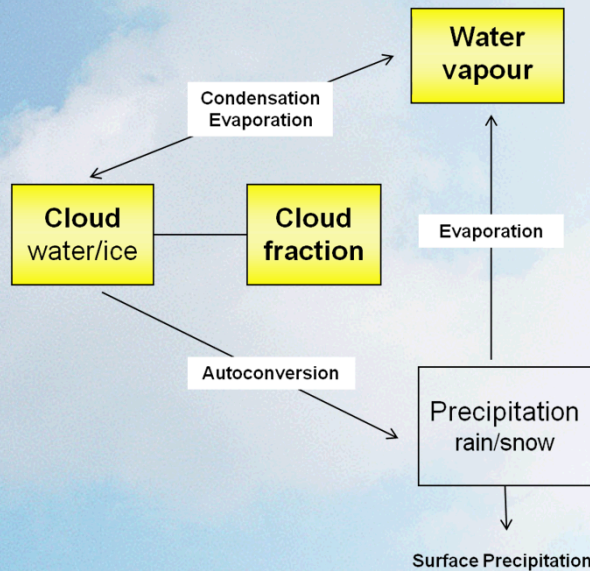 Water
vapour
Condensation
Evaporation
Cloud
water/ice
Cloud
fraction
Evaporation
Autoconversion
Precipitation
rain/snow
Surface Precipitation